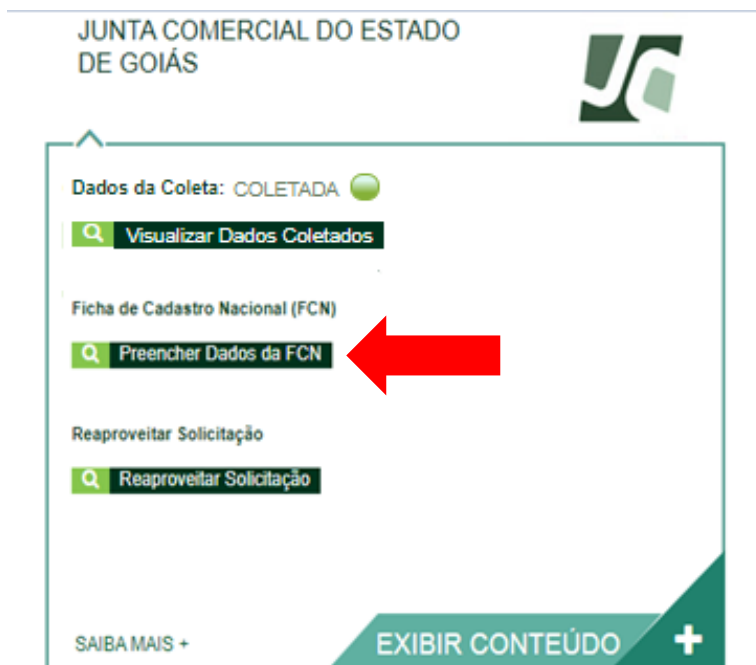 JUNTA COMERCIAL DO ESTADO
DE GOIÁS
Dados da Coleta: COLETADA
Visualizar Dados Coletados
Ficha de Cadastro Nacional (FCN)
Preencher Dados da FCN
Reaproveitar Solicitação
Reaproveitar Solicitação
SAIBA MAIS +
EXIBIR CONTEÚDO +